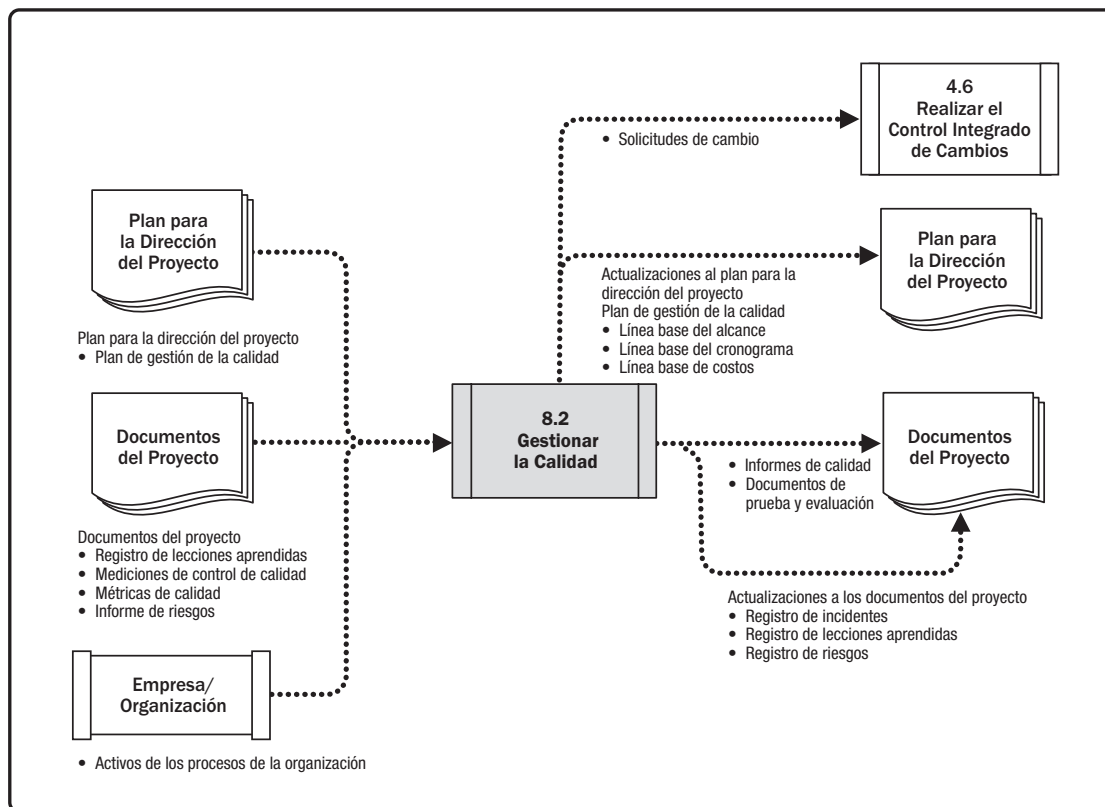 Plan para
la Dirección
del Proyecto
Plan para la dirección del proyecto
• Plan de gestión de la calidad
Documentos
del Proyecto
Documentos del proyecto
• Registro de lecciones aprendidas
• Mediciones de control de calidad
• Métricas de calidad
• Informe de riesgos
Empresa/
Organización
• Activos de los procesos de la organización
8.2
Gestionar
la Calidad
• Solicitudes de cambio
4.6
Realizar el
Control Integrado
de Cambios
Actualizaciones al plan para la
dirección del proyecto
Plan de gestión de la calidad
• Línea base del alcance
• Línea base del cronograma
• Línea base de costos
Plan para
la Dirección
del Proyecto
• Informes de calidad
• Documentos de
prueba y evaluación
Documentos
del Proyecto
Actualizaciones a los documentos del proyecto
• Registro de incidentes
• Registro de lecciones aprendidas
• Registro de riesgos